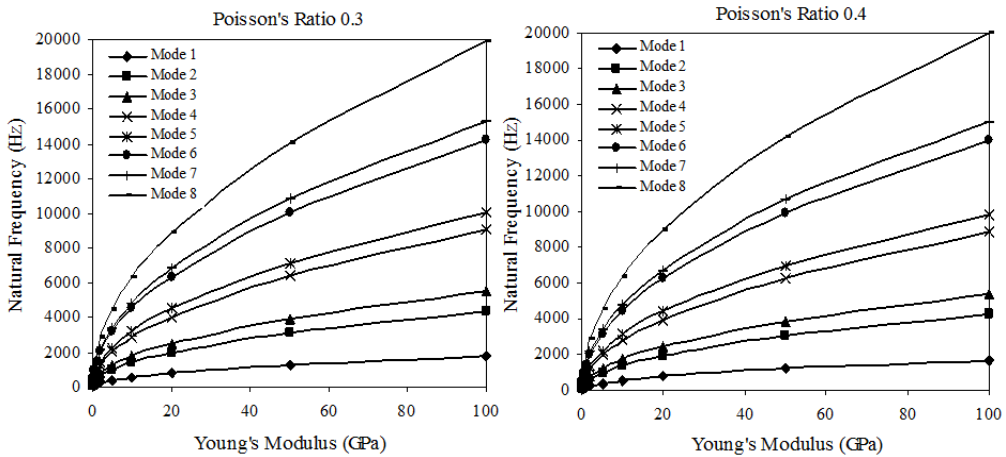 Poisson's Ratio 0.3
20000
18000
16000
14000
12000
10000
8000
6000
4000
2000
0
Natural Frequency (Hz)
Mode 1
Mode 2
Mode 3
Mode 4
Mode 5
Mode 6
Mode 7
Mode 8
0 20 40 60 80 100
Young's Modulus (GPa)
Poisson's Ratio 0.4
20000
18000
16000
14000
12000
10000
8000
6000
4000
2000
0
Natural Frequency (Hz)
Mode 1
Mode 2
Mode 3
Mode 4
Mode 5
Mode 6
Mode 7
Mode 8
0 20 40 60 80 100
Young's Modulus (GPa)